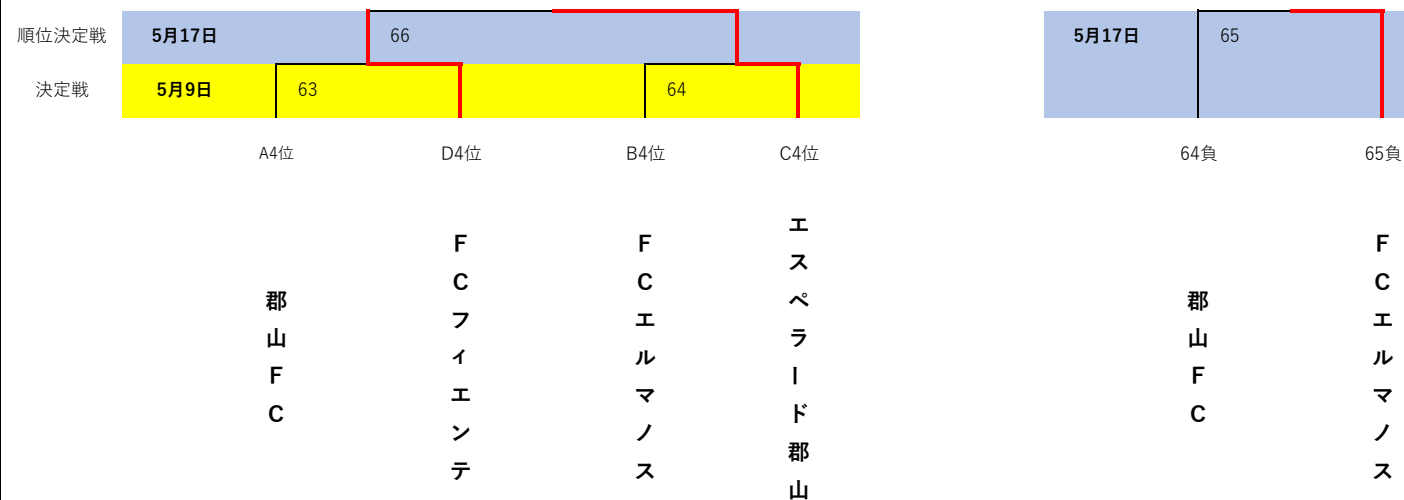 順位決定戦 5月17日 66 5月17日 65
決定戦 5月9日 63 64
A4位 D4位 B4位 C4位 64負 65負
郡山FC
FCフィエンテ
FCエルマノス
エスペラード郡山
郡山FC
FCエルマノス